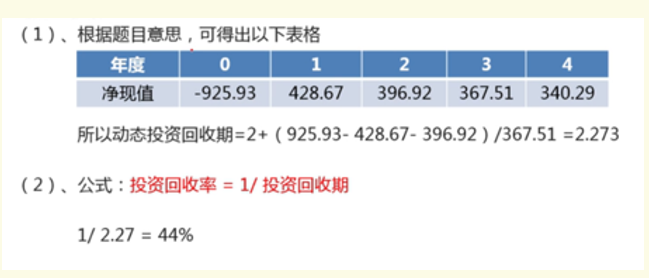 （1）、根据题目意思，可得出以下表格
年度 0 1 2 3 4
净现值 -925.93 428.67 396.92 367.51 340.29
所以动态投资回收期=2+（925.93- 428.67- 396.92）/367.51 =2.273
（2）、公式：投资回收率 = 1/ 投资回收期
1/ 2.27 = 44%